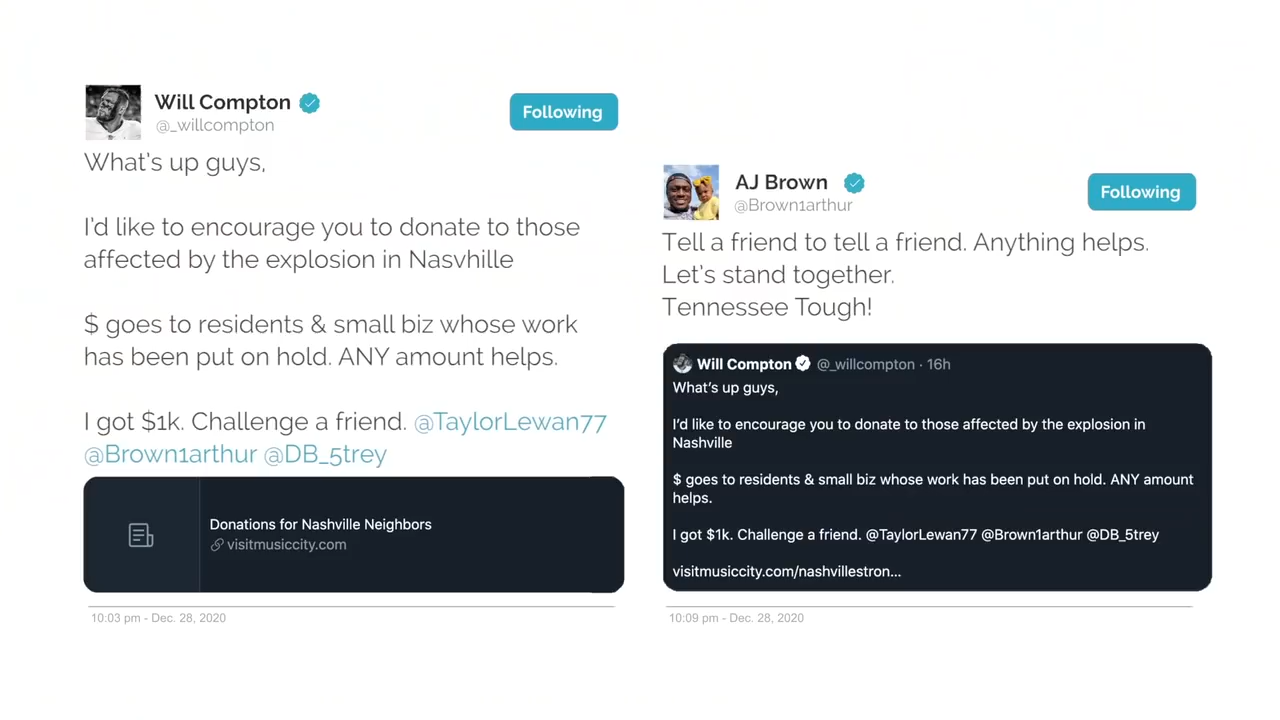 Will Compton
@_willcompton
Following
What's up guys,
I'd like to encourage you to donate to those
affected by the explosion in Nasvhille
$ goes to residents & small biz whose work
has been put on hold. ANY amount helps.
I got $1k. Challenge a friend. @TaylorLewan77
@Brown1arthur @DB_5trey
Donations for Nashville Neighbors
visitmusiccity.com
10:03 pm - Dec. 28, 2020
AJ Brown
@Brown1arthur
Following
Tell a friend to tell a friend. Anything helps.
Let's stand together.
Tennessee Tough!
Will Compton @_willcompton · 16h
What's up guys,
I'd like to encourage you to donate to those affected by the explosion in
Nashville
$ goes to residents & small biz whose work has been put on hold. ANY amount
helps.
I got $1k. Challenge a friend. @TaylorLewan77 @Brown1arthur @DB_5trey
visitmusiccity.com/nashvillestron...
10:09 pm - Dec. 28, 2020